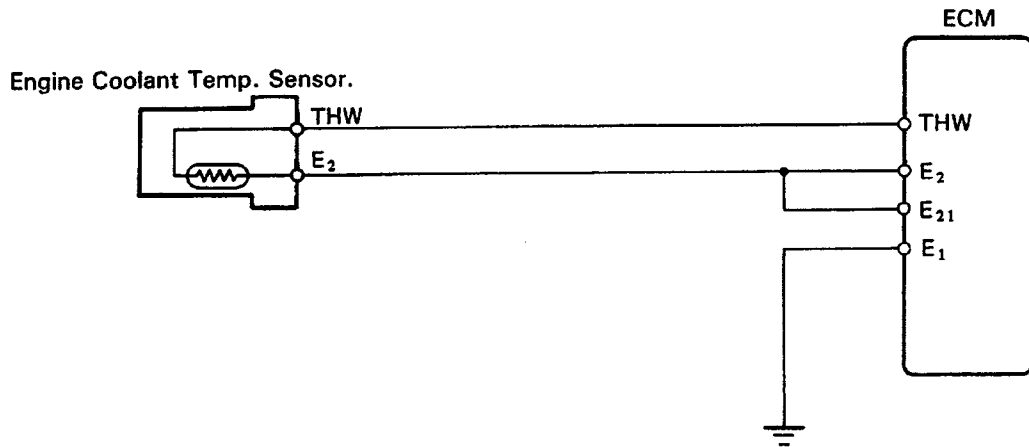 ECM
Engine Coolant Temp. Sensor.
THW
E₂
THW
E₂
E₂₁
E₁